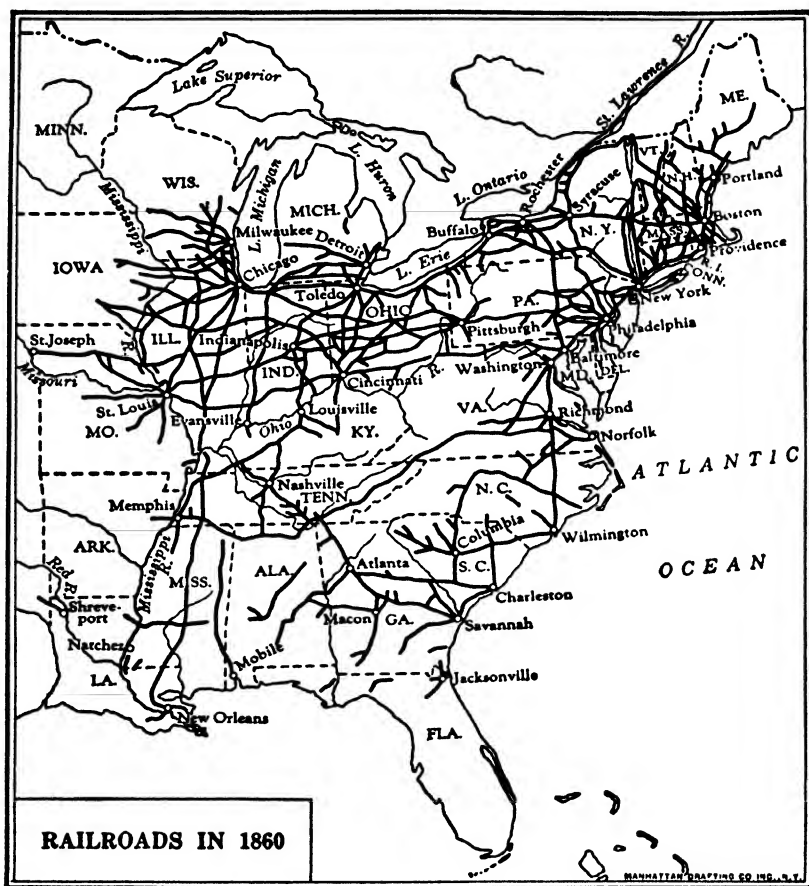 Lake Superior
MINN.
WIS.
Mississippi
L. Michigan
L. Huron
MICH.
St. Lawrence R.
ME.
VT.
N.H.
Portland
L. Ontario
Rochester
Syracuse
Buffalo
N.Y.
MASS.
Boston
Providence
R.I.
CONN.
Milwaukee
Detroit
L. Erie
IOWA
Chicago
Toledo
OHIO
PA.
New York
St. Joseph
R.
ILL.
Indianapolis
Pittsburgh
Philadelphia
Missouri
IND.
Cincinnati
R.
Washington
Baltimore
MD.
DEL.
St. Louis
MO.
Evansville
Louisville
Ohio
KY.
VA.
Richmond
Norfolk
ATLANTIC
Nashville
TENN.
Memphis
N.C.
ARK.
Mississippi R.
Columbia
Wilmington
Red R.
MISS.
ALA.
Atlanta
S.C.
OCEAN
Shreve-
port
Macon
GA.
Charleston
Savannah
Natchez
LA.
Mobile
Jacksonville
New Orleans
FLA.
RAILROADS IN 1860
MANHATTAN DRAFTING CO INC., N.Y.